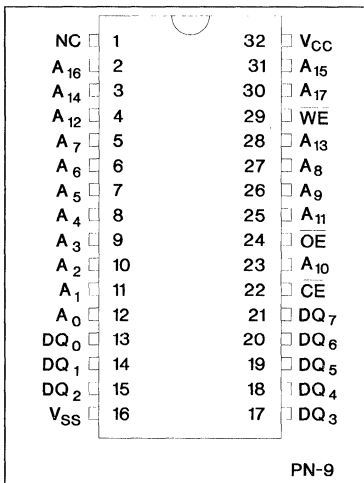 NC 1 32 VCC
A16 2 31 A15
A14 3 30 A17
A12 4 29 WE
A7 5 28 A13
A6 6 27 A8
A5 7 26 A9
A4 8 25 A11
A3 9 24 OE
A2 10 23 A10
A1 11 22 CE
A0 12 21 DQ7
DQ0 13 20 DQ6
DQ1 14 19 DQ5
DQ2 15 18 DQ4
VSS 16 17 DQ3
PN-9